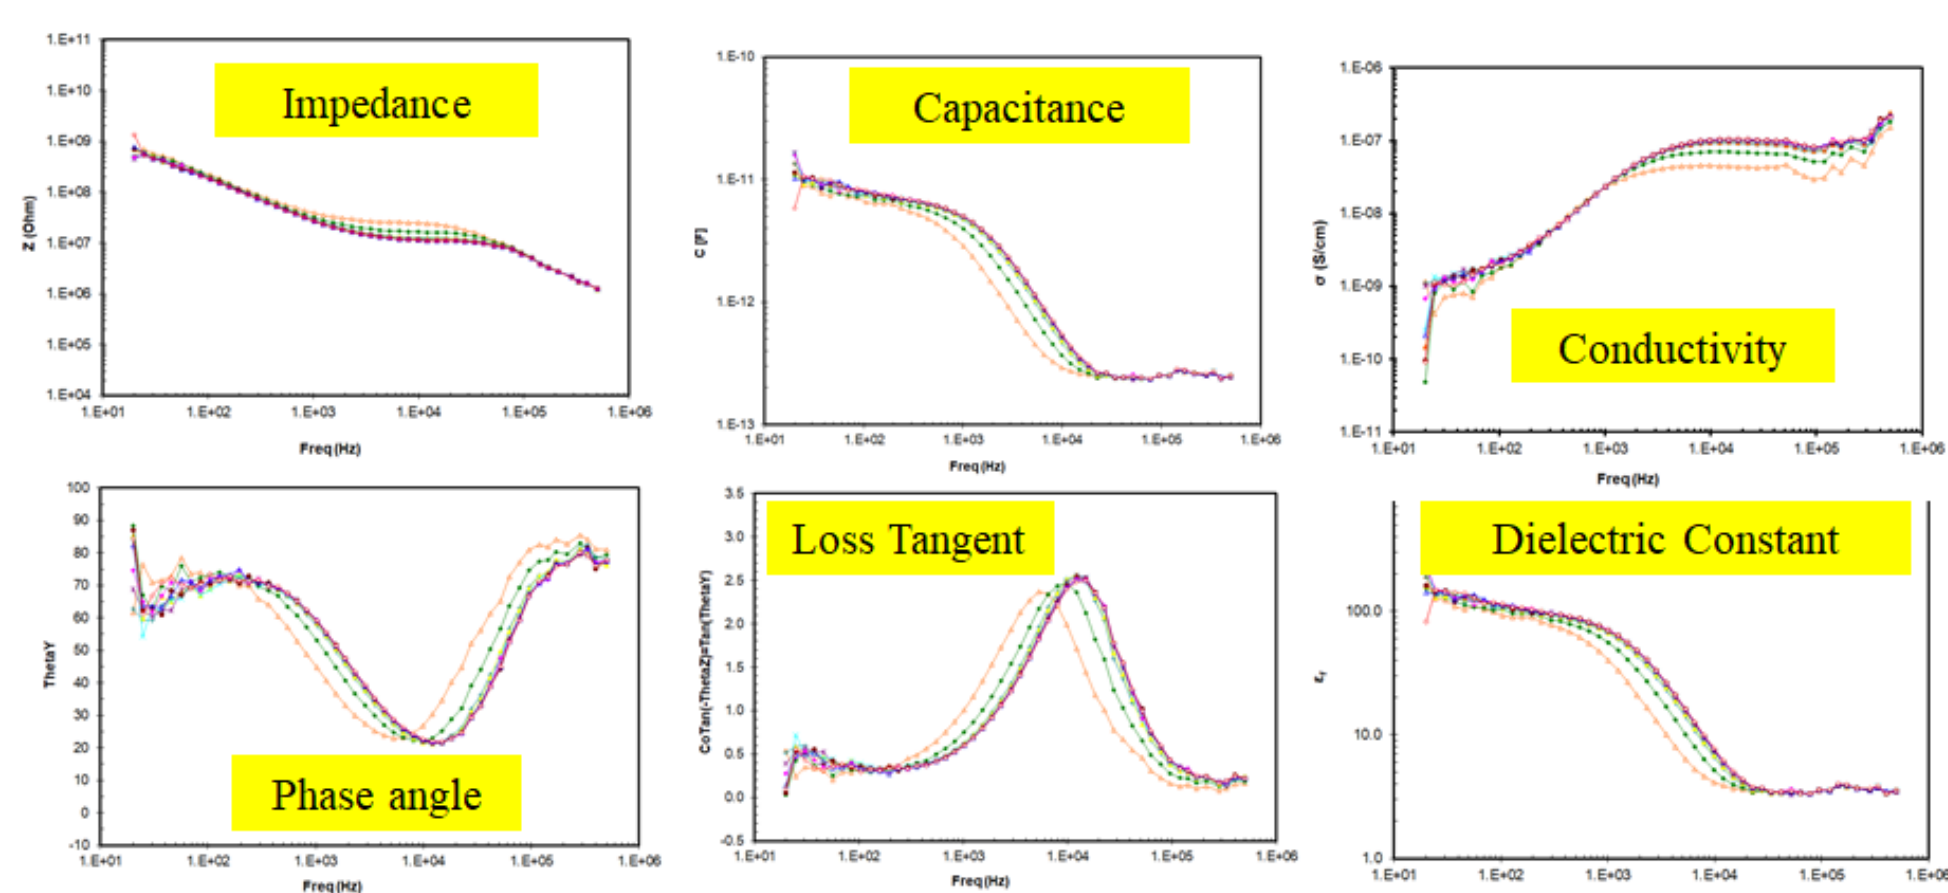 Impedance
1.E+11
1.E+10
1.E+09
1.E+08
1.E+07
1.E+06
1.E+05
1.E+04
Z (Ohm)
1.E+01 1.E+02 1.E+03 1.E+04 1.E+05 1.E+06
Freq (Hz)
Capacitance
1.E-10
1.E-11
1.E-12
1.E-13
C [F]
1.E+01 1.E+02 1.E+03 1.E+04 1.E+05 1.E+06
Freq (Hz)
Conductivity
1.E-06
1.E-07
1.E-08
1.E-09
1.E-10
1.E-11
σ (S/cm)
1.E+01 1.E+02 1.E+03 1.E+04 1.E+05 1.E+06
Freq (Hz)
100
90
80
70
60
50
40
30
20
10
0
-10
ThetaY
Phase angle
1.E+01 1.E+02 1.E+03 1.E+04 1.E+05 1.E+06
Freq (Hz)
Loss Tangent
3.5
3.0
2.5
2.0
1.5
1.0
0.5
0.0
-0.5
CoTan(-ThetaZ)=Tan(ThetaY)
1.E+01 1.E+02 1.E+03 1.E+04 1.E+05 1.E+06
Freq (Hz)
Dielectric Constant
100.0
10.0
1.0
εr
1.E+01 1.E+02 1.E+03 1.E+04 1.E+05 1.E+06